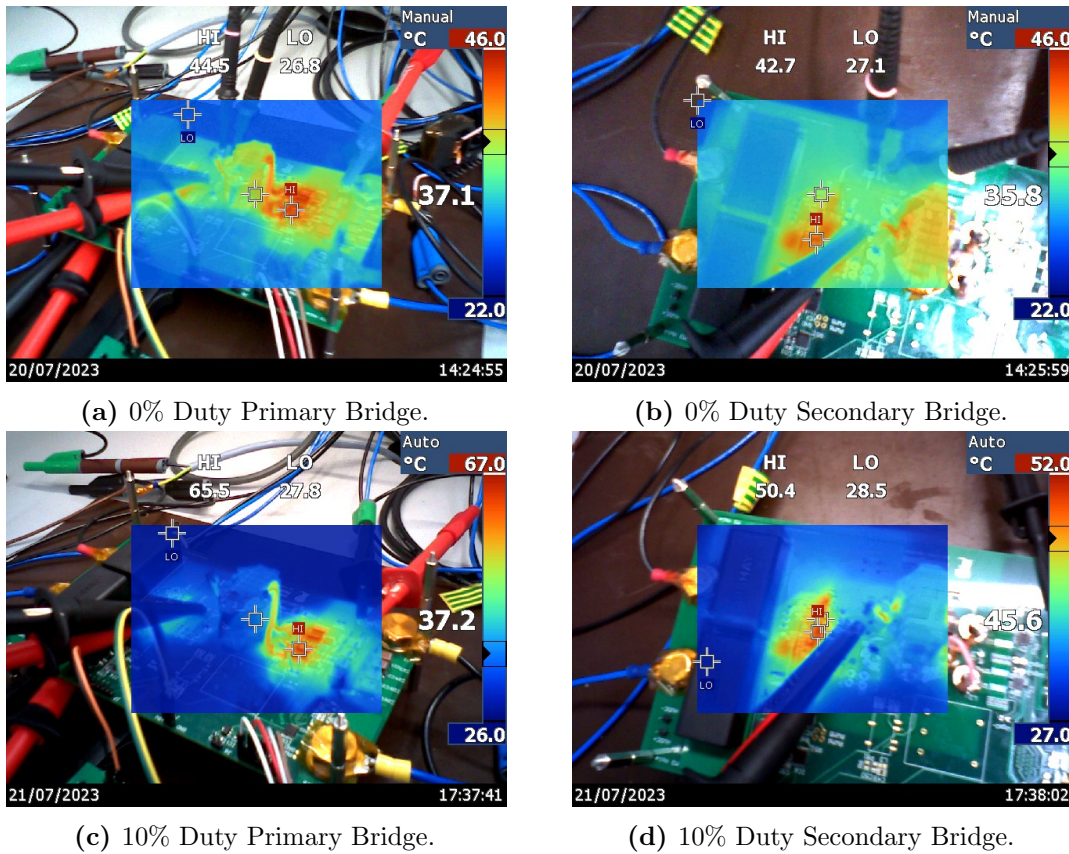 Manual
°C 46.0
HI LO
44.5 26.8
LO
HI
37.1
22.0
20/07/2023 14:24:55
(a) 0% Duty Primary Bridge.
Manual
°C 46.0
HI LO
42.7 27.1
LO
HI
35.8
22.0
20/07/2023 14:25:59
(b) 0% Duty Secondary Bridge.
Auto
°C 67.0
HI LO
65.5 27.8
LO
HI
37.2
26.0
21/07/2023 17:37:41
(c) 10% Duty Primary Bridge.
Auto
°C 52.0
HI LO
50.4 28.5
HI
LO
45.6
27.0
21/07/2023 17:38:02
(d) 10% Duty Secondary Bridge.